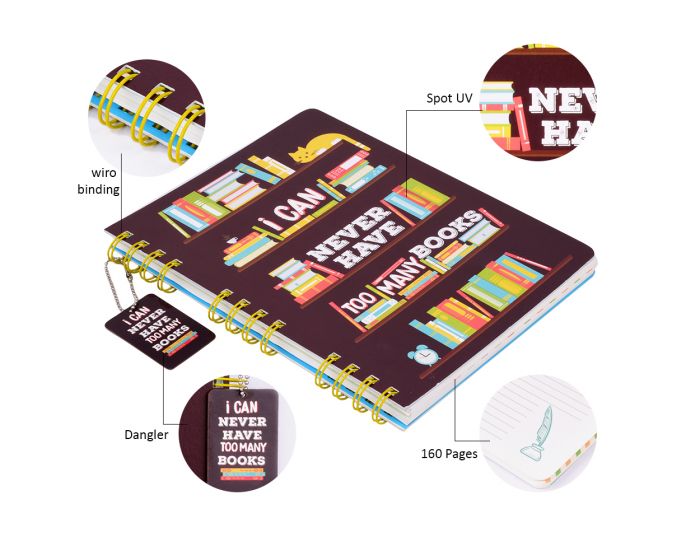 Spot UV
NEV
HA
wiro
binding
i CAN
NEVER
HAVE
TOO MANY BOOKS
i CAN
NEVER
HAVE
TOO MANY
BOOKS
Dangler
i CAN
NEVER
HAVE
TOO MANY
BOOKS
160 Pages